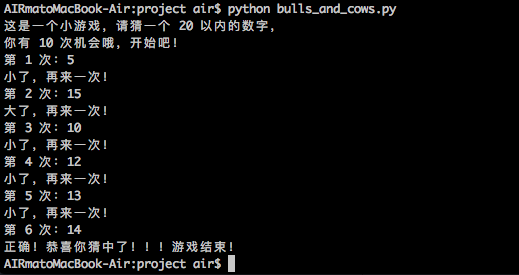 AIRmatoMacBook-Air:project air$ python bulls_and_cows.py
这是一个小游戏，请猜一个 20 以内的数字，
你有 10 次机会哦，开始吧！
第 1 次：5
小了，再来一次！
第 2 次：15
大了，再来一次！
第 3 次：10
小了，再来一次！
第 4 次：12
小了，再来一次！
第 5 次：13
小了，再来一次！
第 6 次：14
正确！恭喜你猜中了！！！游戏结束！
AIRmatoMacBook-Air:project air$